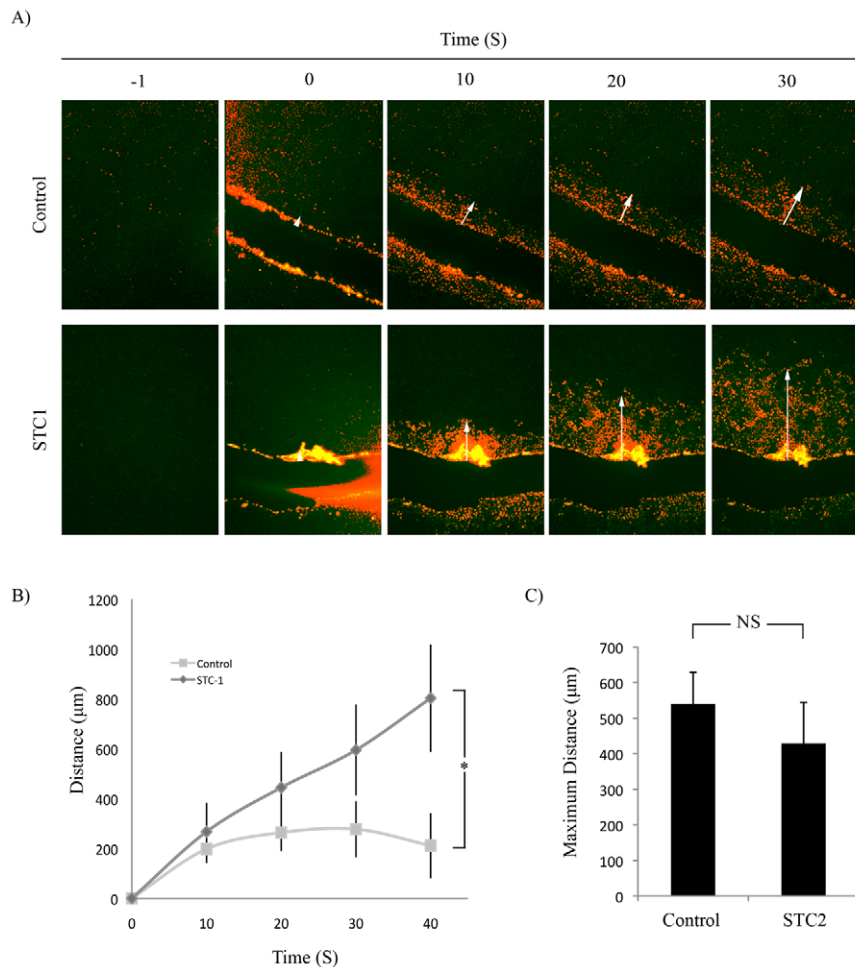 A)
Time (S)
-1 0 10 20 30
Control
STC1
B)
1200
1000
800
600
400
200
0
Distance (μm)
Control
STC-1
*
0 10 20 30 40
Time (S)
C)
NS
700
600
500
400
300
200
100
0
Maximum Distance (μm)
Control STC2